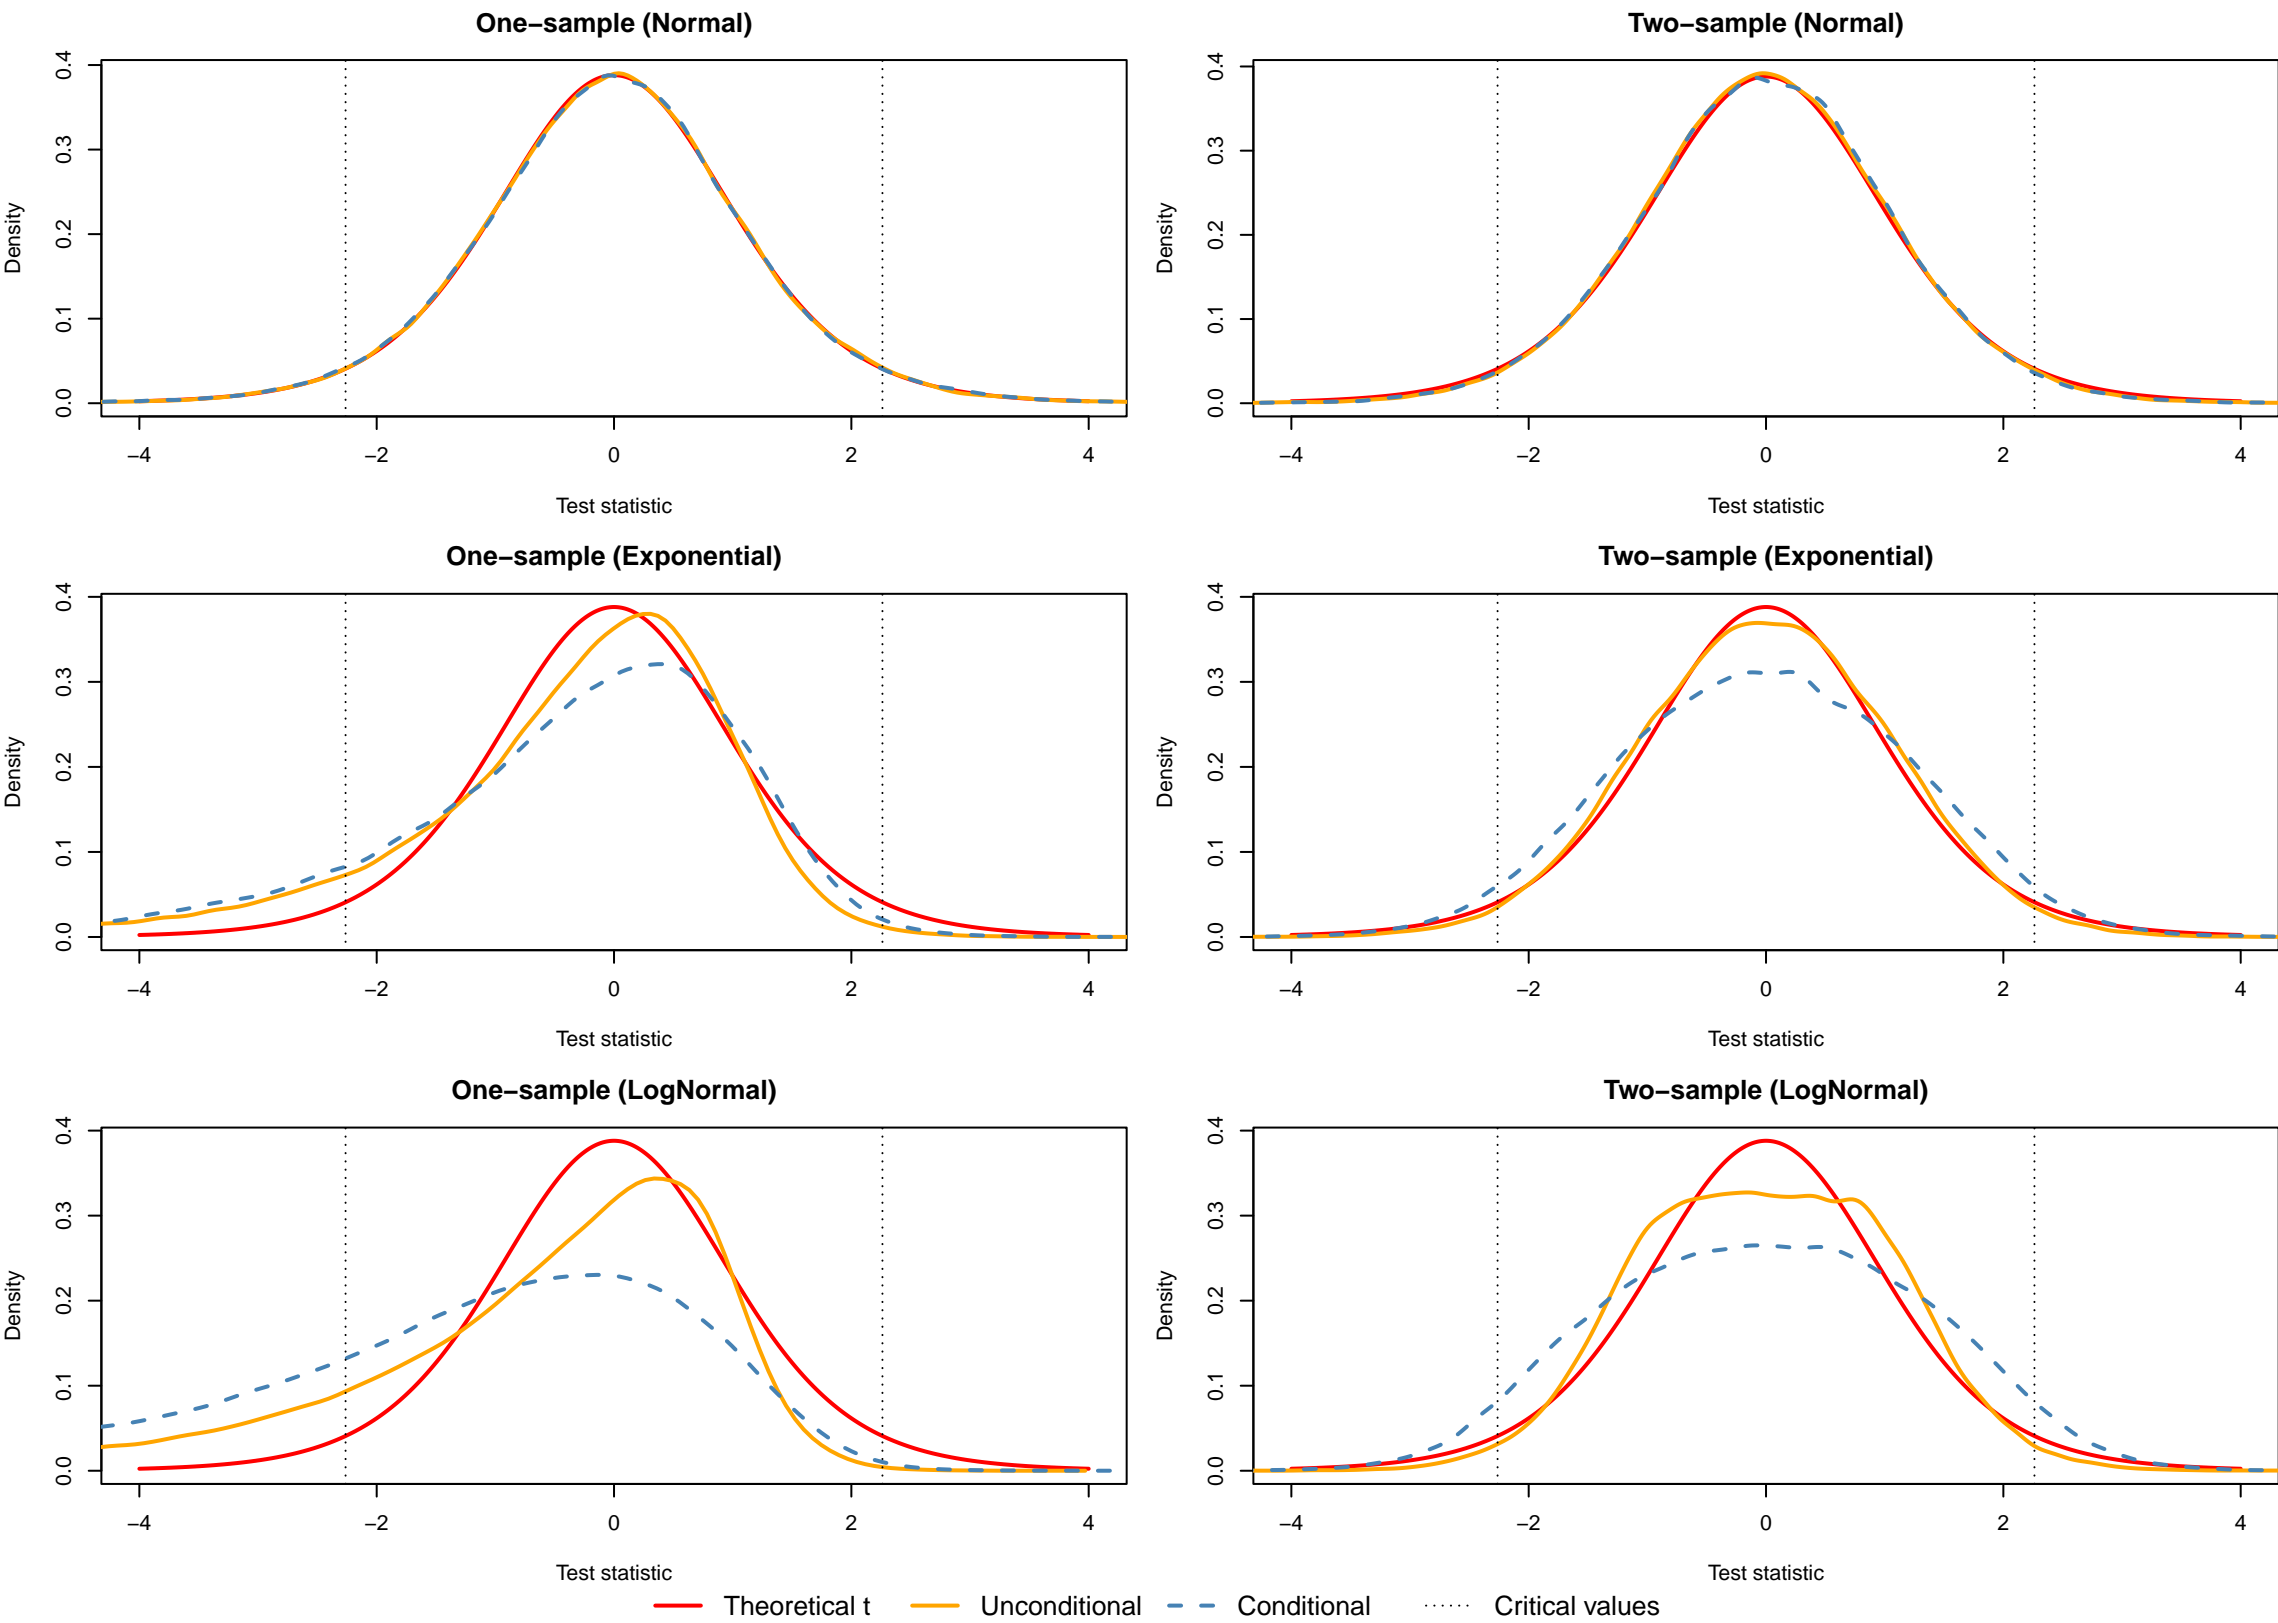 One−sample (Normal)
Density
0.0 0.1 0.2 0.3 0.4
−4 −2 0 2 4
Test statistic
Two−sample (Normal)
Density
0.0 0.1 0.2 0.3 0.4
−4 −2 0 2 4
Test statistic
One−sample (Exponential)
Density
0.0 0.1 0.2 0.3 0.4
−4 −2 0 2 4
Test statistic
Two−sample (Exponential)
Density
0.0 0.1 0.2 0.3 0.4
−4 −2 0 2 4
Test statistic
One−sample (LogNormal)
Density
0.0 0.1 0.2 0.3 0.4
−4 −2 0 2 4
Test statistic
Two−sample (LogNormal)
Density
0.0 0.1 0.2 0.3 0.4
−4 −2 0 2 4
Test statistic
Theoretical t Unconditional Conditional Critical values